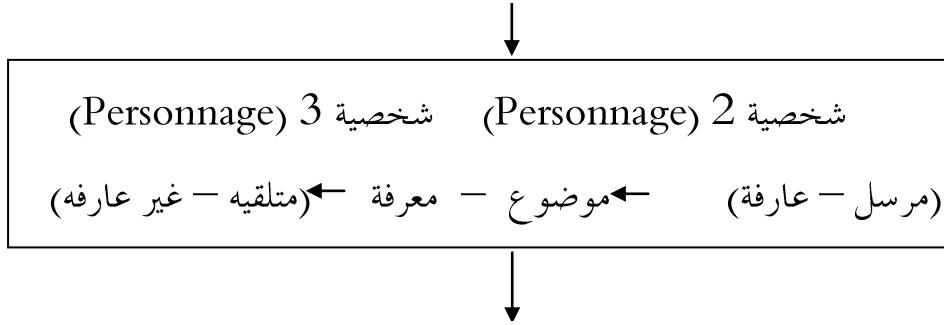 شخصية 2 (Personnage) شخصية 3 (Personnage)
(مرسل – عارفة) موضوع – معرفة (متلقيه – غير عارفه)